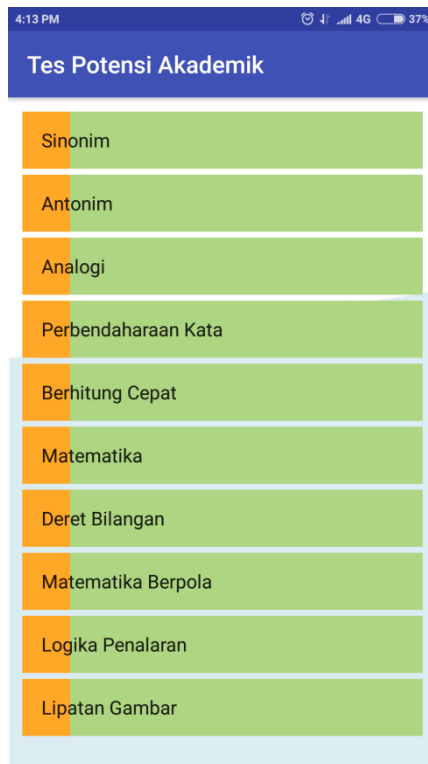 4:13 PM 4G 37%
Tes Potensi Akademik
Sinonim
Antonim
Analogi
Perbendaharaan Kata
Berhitung Cepat
Matematika
Deret Bilangan
Matematika Berpola
Logika Penalaran
Lipatan Gambar